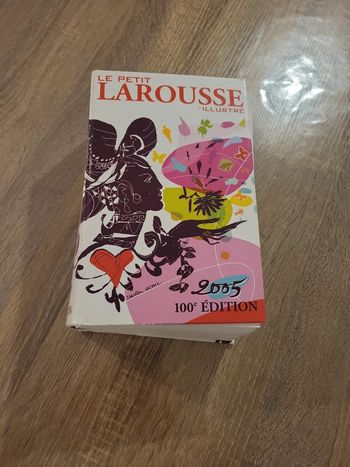 LE PETIT
LAROUSSE
ILLUSTRÉ
2005
100e ÉDITION